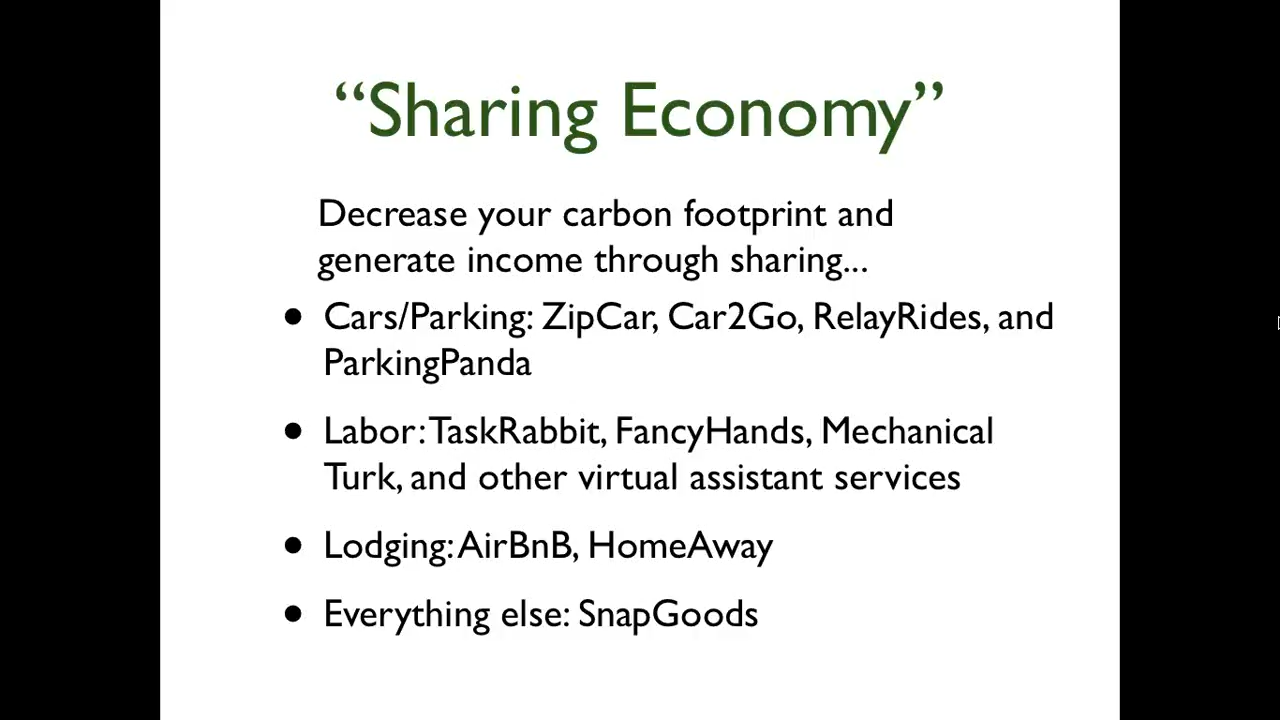 “Sharing Economy”
Decrease your carbon footprint and
generate income through sharing...
• Cars/Parking: ZipCar, Car2Go, RelayRides, and
ParkingPanda
• Labor: TaskRabbit, FancyHands, Mechanical
Turk, and other virtual assistant services
• Lodging: AirBnB, HomeAway
• Everything else: SnapGoods